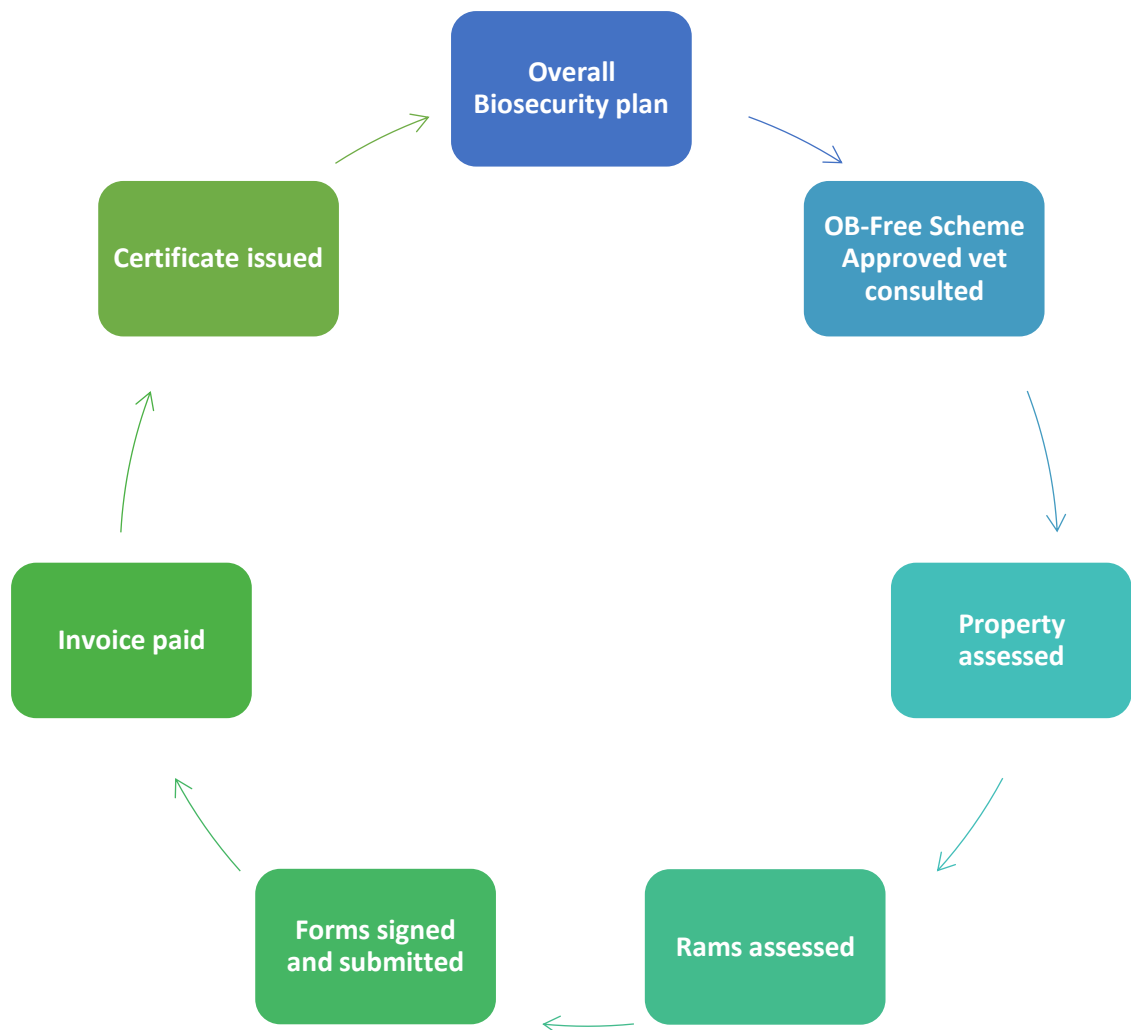 Overall
Biosecurity plan
OB-Free Scheme
Approved vet
consulted
Property
assessed
Rams assessed
Forms signed
and submitted
Invoice paid
Certificate issued